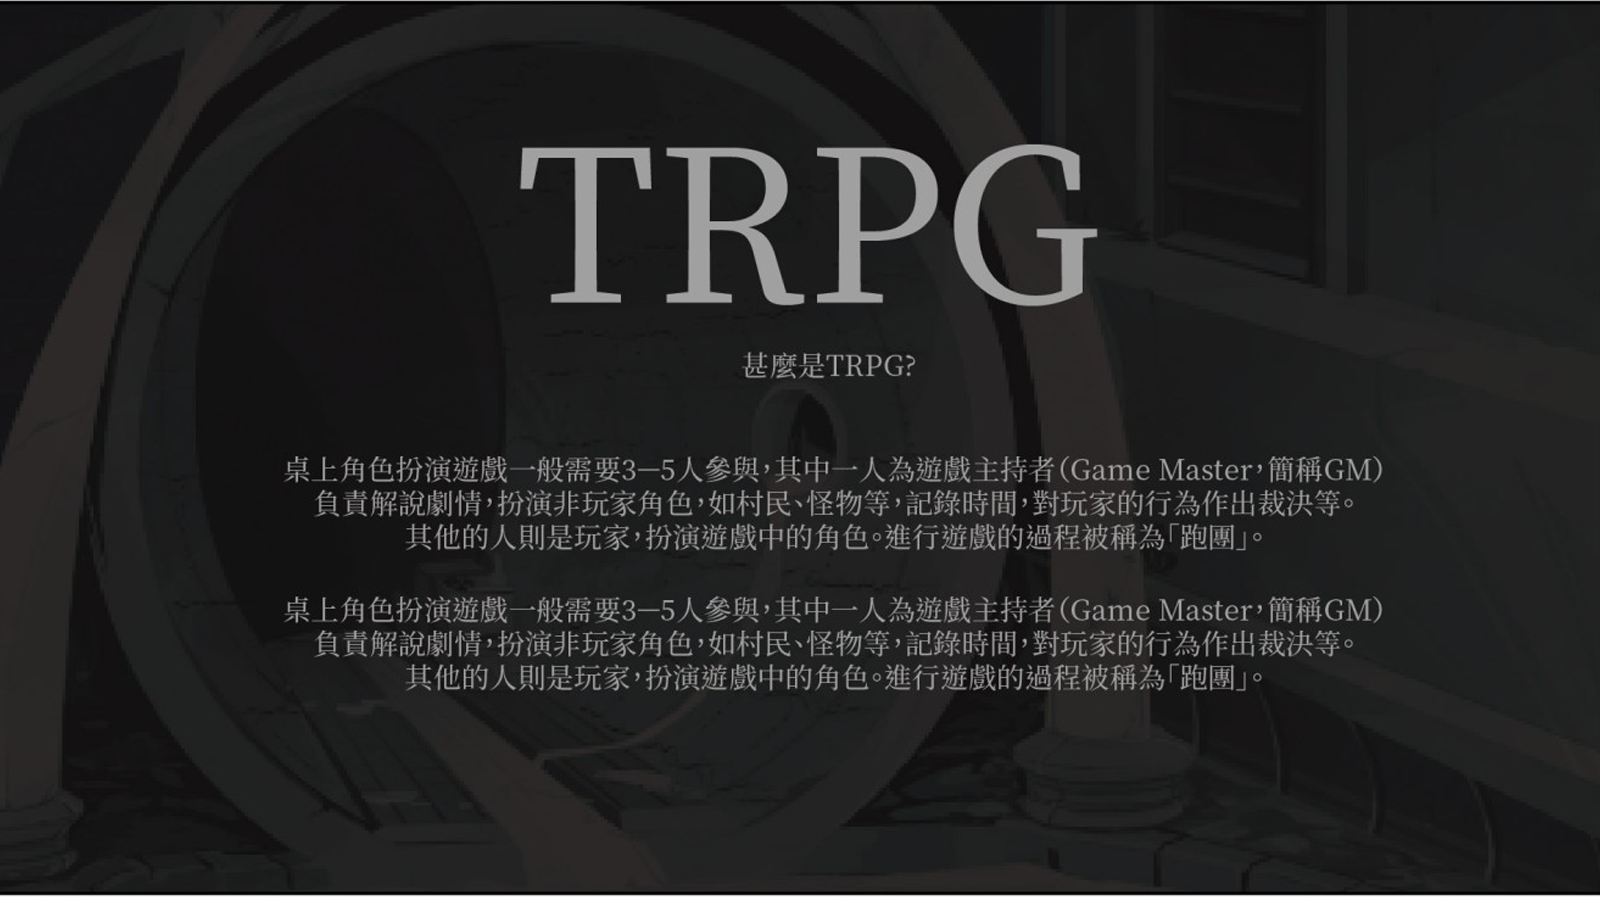 TRPG
甚麼是TRPG?
桌上角色扮演遊戲一般需要3—5人參與，其中一人為遊戲主持者（Game Master，簡稱GM）
負責解說劇情，扮演非玩家角色，如村民、怪物等，記錄時間，對玩家的行為作出裁決等。
其他的人則是玩家，扮演遊戲中的角色。進行遊戲的過程被稱為「跑團」。
桌上角色扮演遊戲一般需要3—5人參與，其中一人為遊戲主持者（Game Master，簡稱GM）
負責解說劇情，扮演非玩家角色，如村民、怪物等，記錄時間，對玩家的行為作出裁決等。
其他的人則是玩家，扮演遊戲中的角色。進行遊戲的過程被稱為「跑團」。